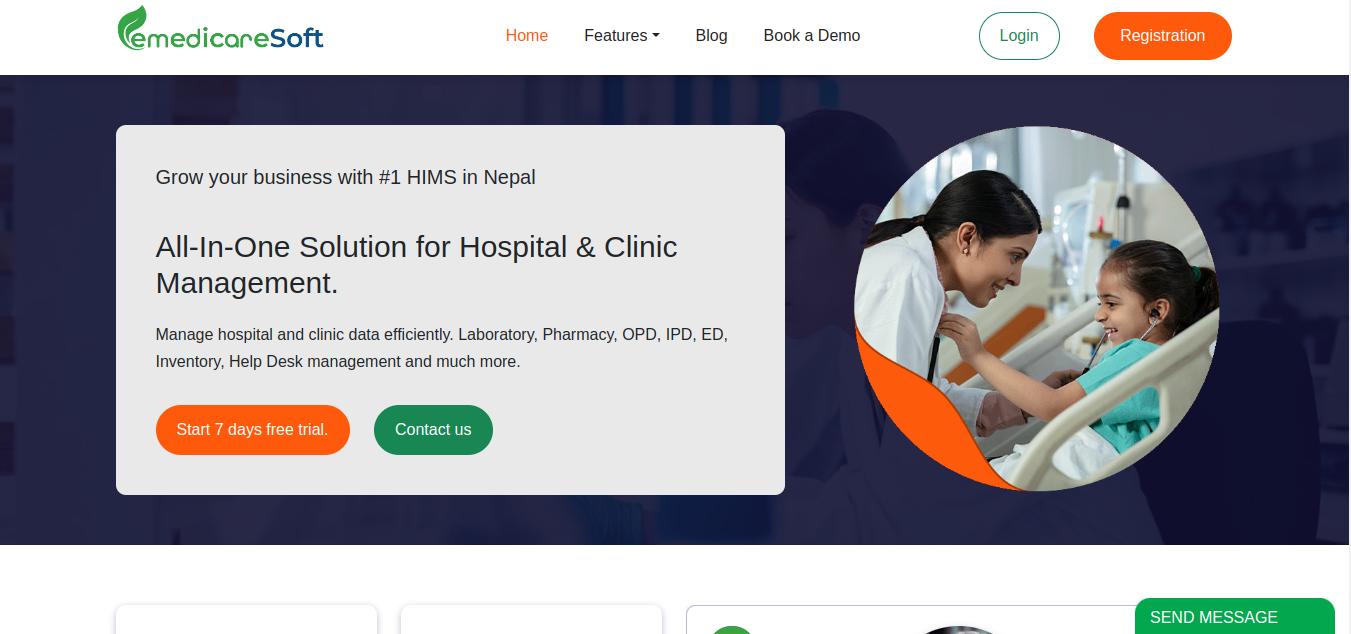 emedicareSoft
Home
Features
Blog
Book a Demo
Login
Registration
Grow your business with #1 HIMS in Nepal
All-In-One Solution for Hospital & Clinic
Management.
Manage hospital and clinic data efficiently. Laboratory, Pharmacy, OPD, IPD, ED,
Inventory, Help Desk management and much more.
Start 7 days free trial.
Contact us
SEND MESSAGE